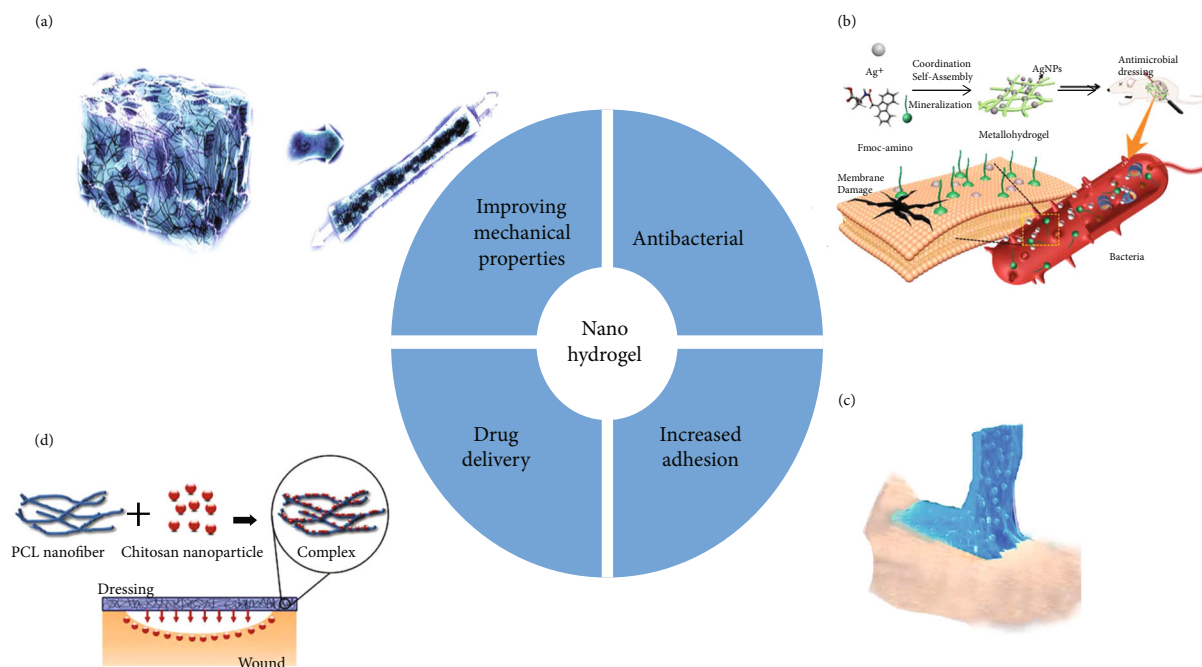 (a)
Improving
mechanical
properties
Antibacterial
Nano
hydrogel
Drug
delivery
Increased
adhesion
(b)
Ag⁺
Coordination
Self-Assembly
Mineralization
AgNPs
Antimicrobial
dressing
Metallohydrogel
Fmoc-amino
Membrane
Damage
Bacteria
(c)
(d)
PCL nanofiber
+
Chitosan nanoparticle
Complex
Dressing
Wound